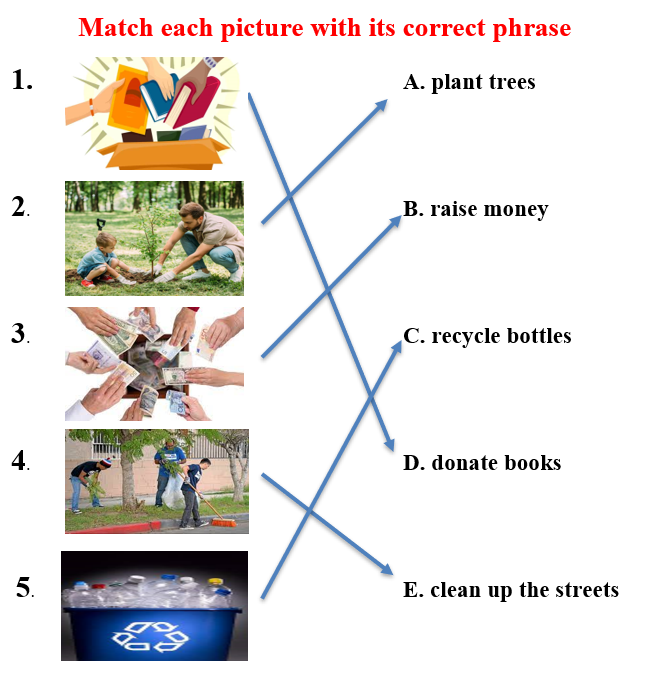 Match each picture with its correct phrase
1.
A. plant trees
2.
B. raise money
3.
C. recycle bottles
4.
D. donate books
5.
E. clean up the streets